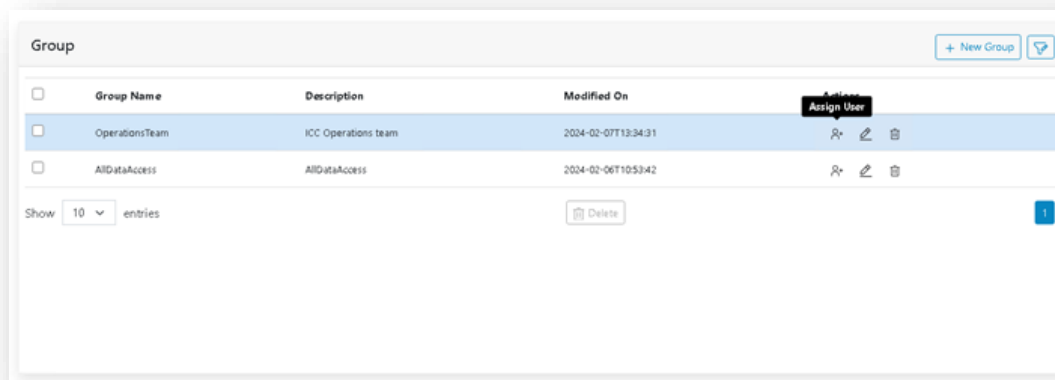 Group
+ New Group
Group Name Description Modified On Actions
Assign User
OperationsTeam ICC Operations team 2024-02-07T13:34:31
AllDataAccess AllDataAccess 2024-02-06T10:53:42
Show 10 entries Delete 1